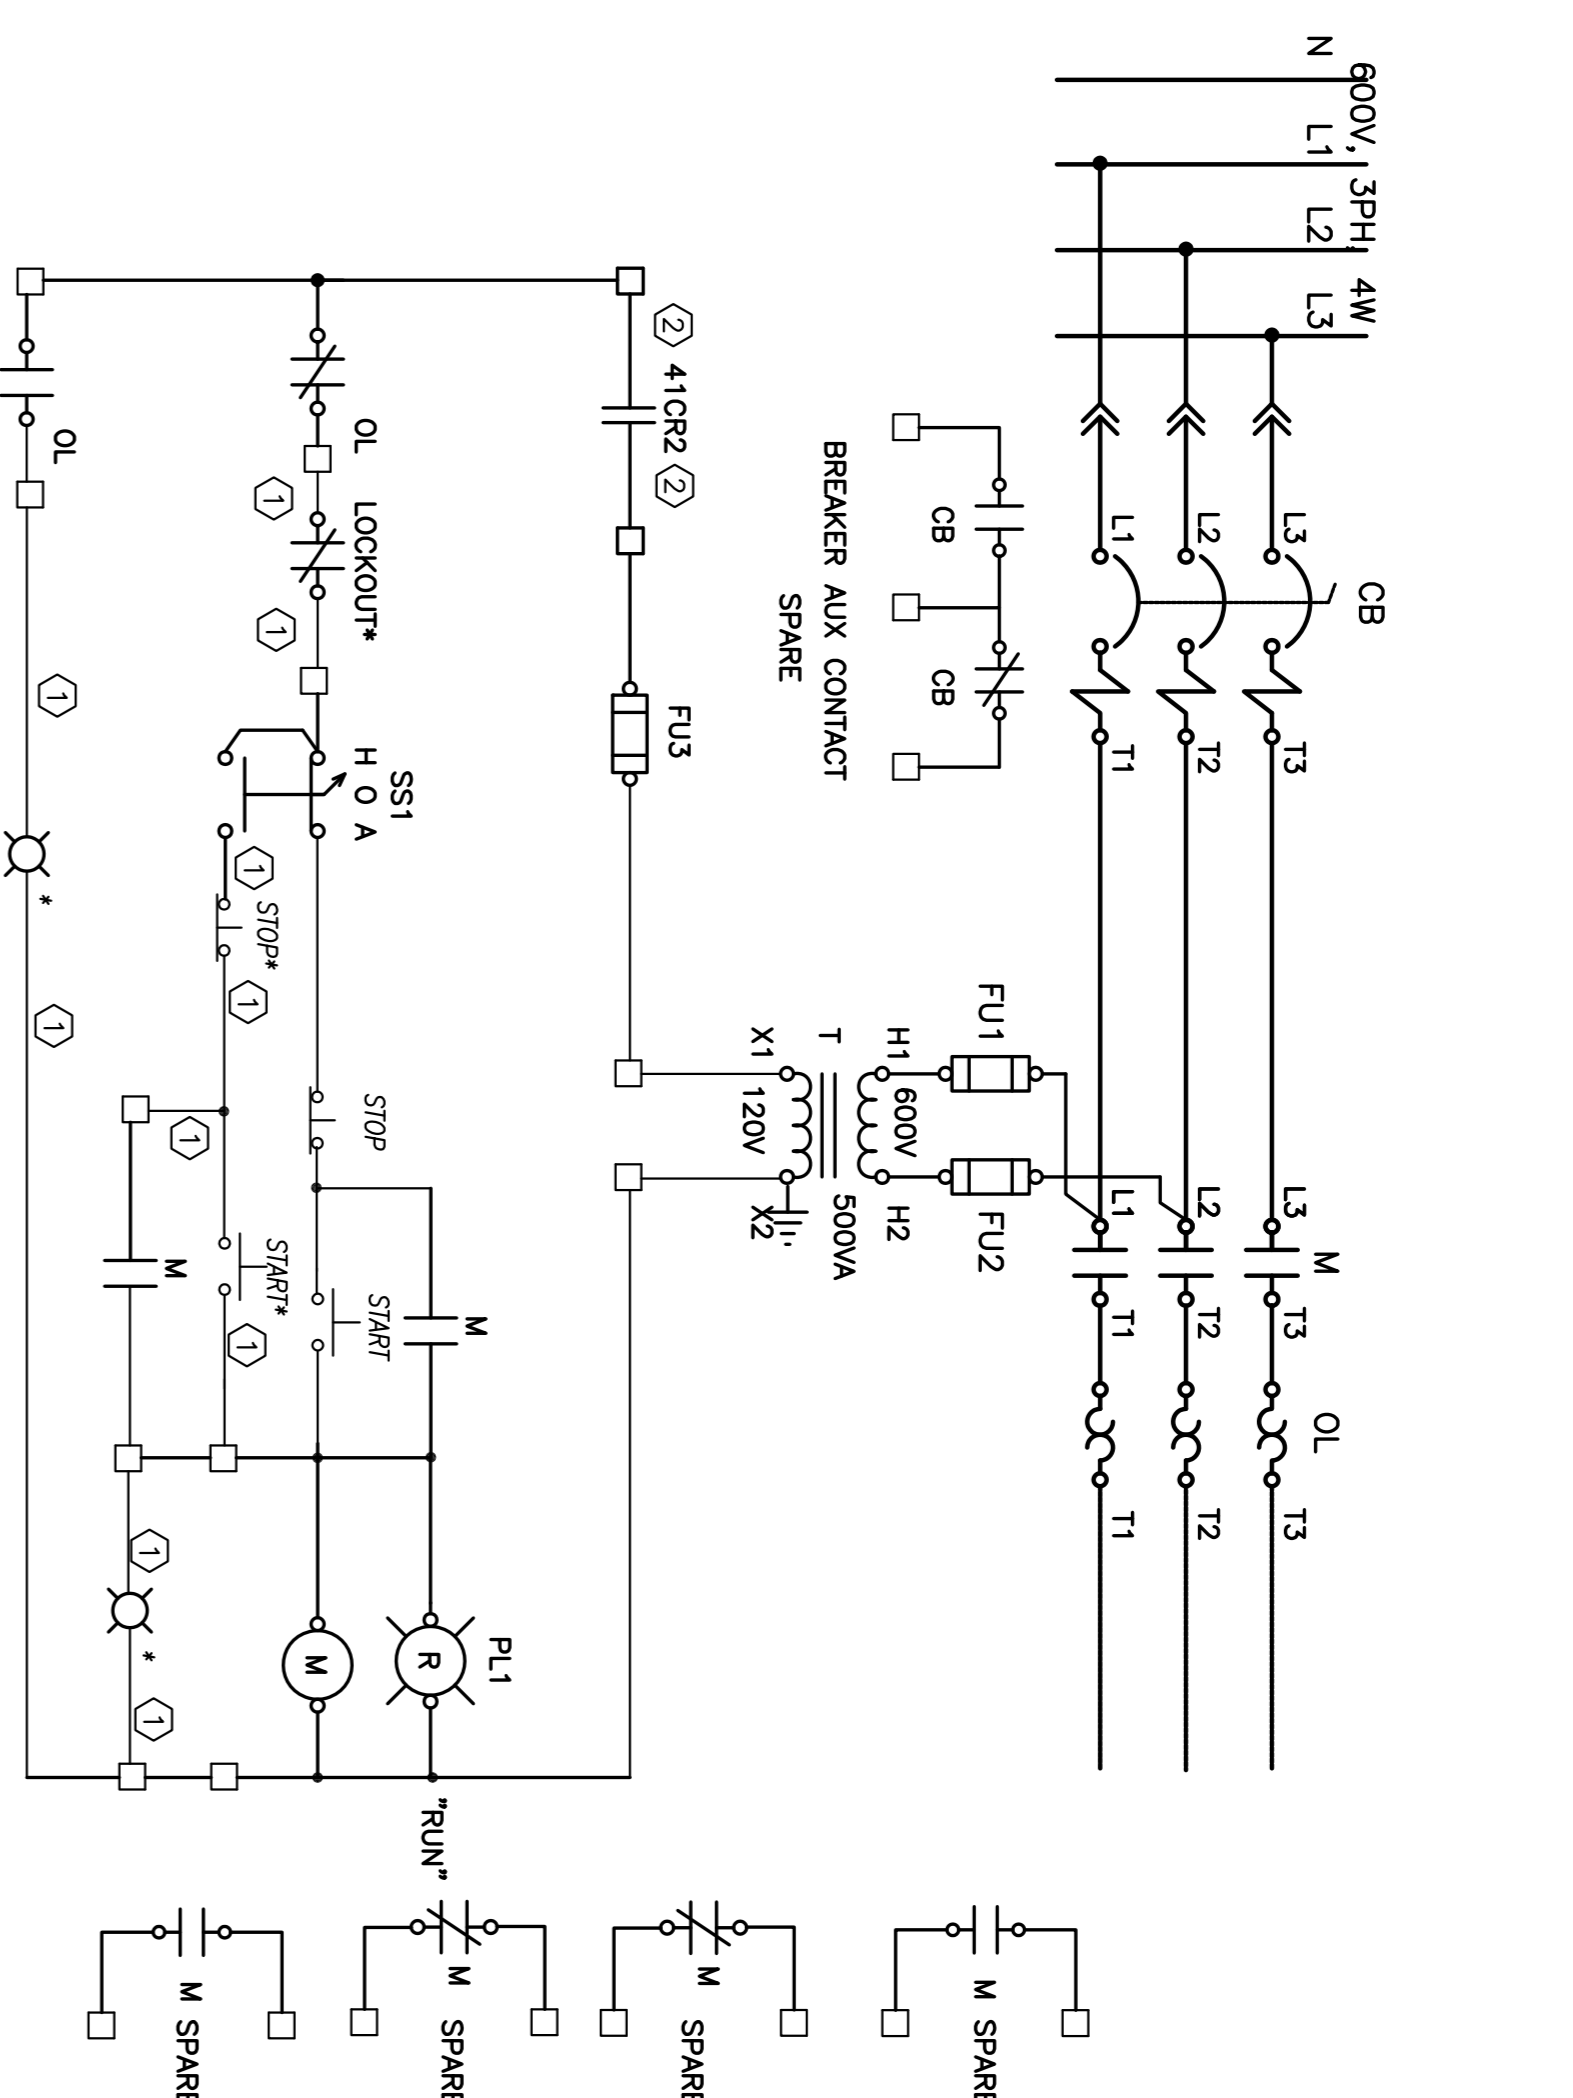 600V, 3PH, 4W
N
L1
L2
L3
CB
L3 T3 L3 M T3 OL T3
L2 T2 L2 T2 T2
L1 T1 L1 T1 T1
CB CB
BREAKER AUX CONTACT
SPARE
FU1 FU2
H1 600V H2
T 500VA
X1 120V X2
2 41CR2 2 FU3
PL1
R
"RUN"
M
SS1
H O A
OL LOCKOUT*
1 1
STOP START
M
STOP* START*
1 1 1 1
M
OL
1 * 1
1 * 1
M SPARE
M SPARE
M SPARE
M SPARE